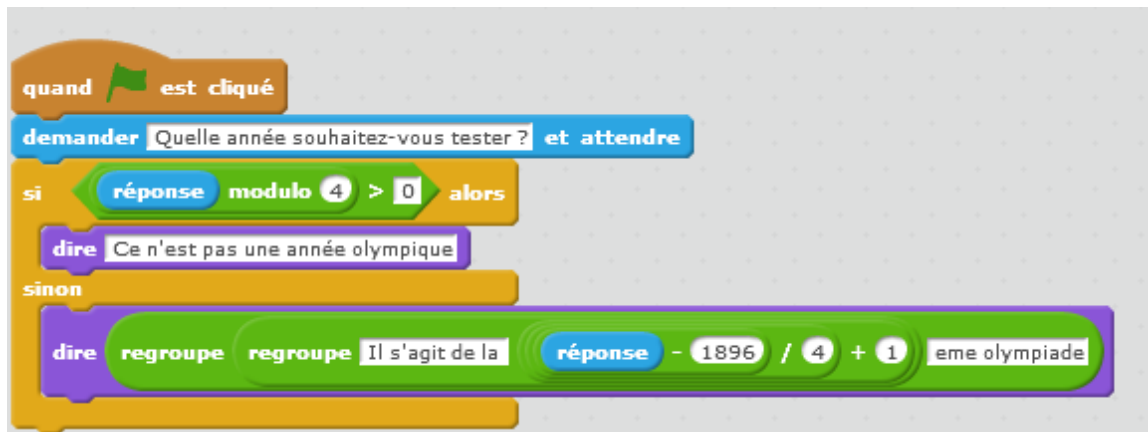 quand est cliqué
demander Quelle année souhaitez-vous tester ? et attendre
si réponse modulo 4 > 0 alors
dire Ce n'est pas une année olympique
sinon
dire regroupe regroupe Il s'agit de la réponse - 1896 / 4 + 1 eme olympiade